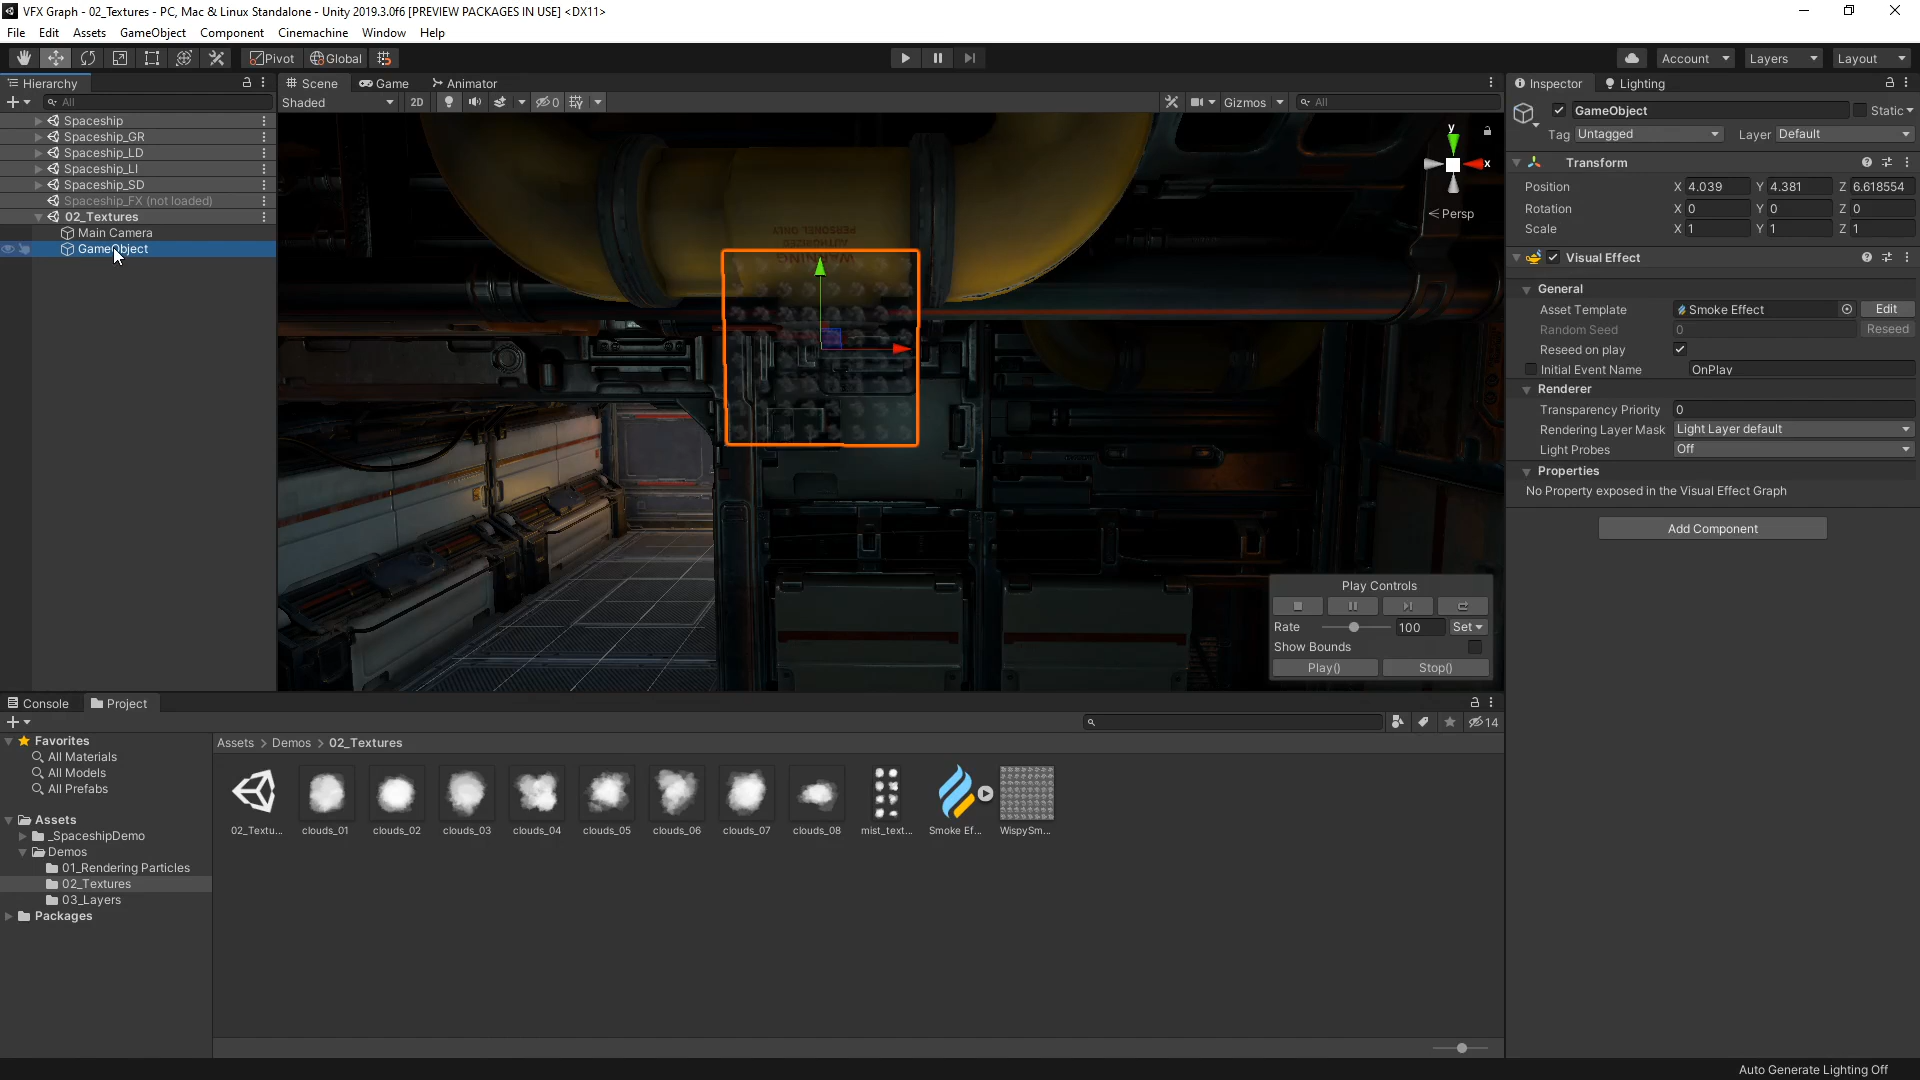 VFX Graph - 02_Textures - PC, Mac & Linux Standalone - Unity 2019.3.0f6 [PREVIEW PACKAGES IN USE] <DX11>
File Edit Assets GameObject Component Cinemachine Window Help
Pivot Global Account Layers Layout
Hierarchy
All
Spaceship
Spaceship_GR
Spaceship_LD
Spaceship_LI
Spaceship_SD
Spaceship_FX (not loaded)
02_Textures
Main Camera
GameObject
Scene Game Animator
Shaded 2D 0 Gizmos All
y
x
Persp
WARNING
AUTHORIZED
PERSONEL ONLY
Play Controls
Rate 100 Set
Show Bounds
Play() Stop()
Inspector Lighting
GameObject Static
Tag Untagged Layer Default
Transform
Position X 4.039 Y 4.381 Z 6.618554
Rotation X 0 Y 0 Z 0
Scale X 1 Y 1 Z 1
Visual Effect
General
Asset Template Smoke Effect Edit
Random Seed 0 Reseed
Reseed on play
Initial Event Name OnPlay
Renderer
Transparency Priority 0
Rendering Layer Mask Light Layer default
Light Probes Off
Properties
No Property exposed in the Visual Effect Graph
Add Component
Console Project
14
Favorites
All Materials
All Models
All Prefabs
Assets
_SpaceshipDemo
Demos
01_Rendering Particles
02_Textures
03_Layers
Packages
Assets > Demos > 02_Textures
02_Textu... clouds_01 clouds_02 clouds_03 clouds_04 clouds_05 clouds_06 clouds_07 clouds_08 mist_text... Smoke Ef... WispySm...
Auto Generate Lighting Off